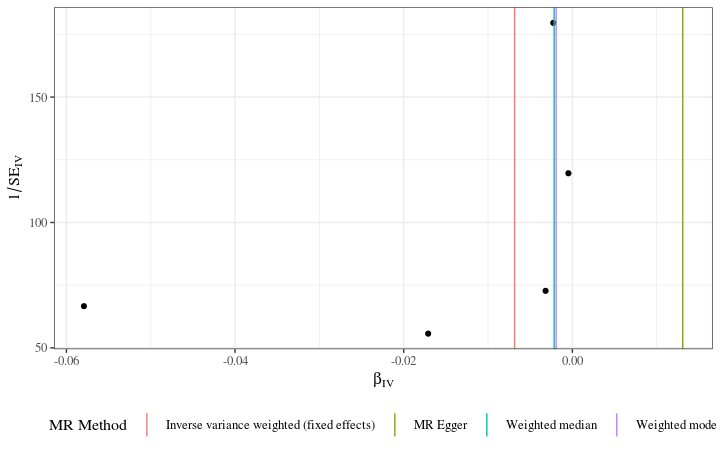 150
100
50
1/SE_IV
-0.06 -0.04 -0.02 0.00
β_IV
MR Method Inverse variance weighted (fixed effects) MR Egger Weighted median Weighted mode